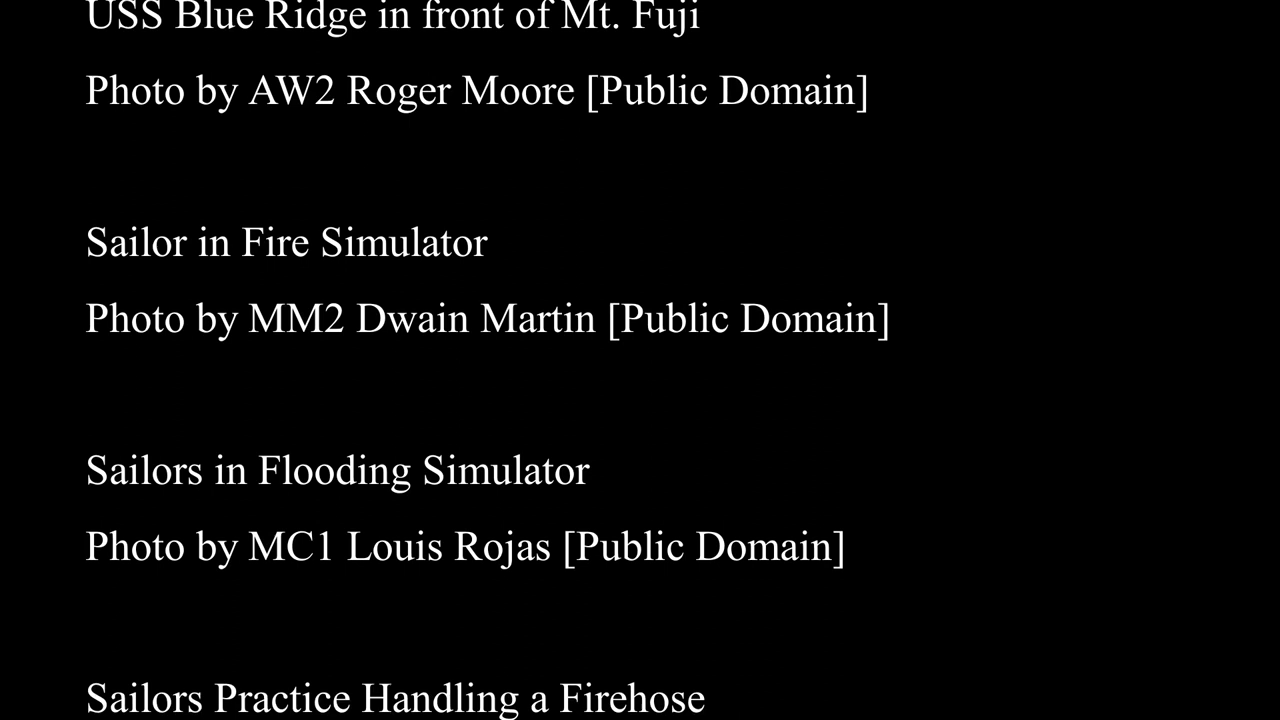 USS Blue Ridge in front of Mt. Fuji
Photo by AW2 Roger Moore [Public Domain]
Sailor in Fire Simulator
Photo by MM2 Dwain Martin [Public Domain]
Sailors in Flooding Simulator
Photo by MC1 Louis Rojas [Public Domain]
Sailors Practice Handling a Firehose